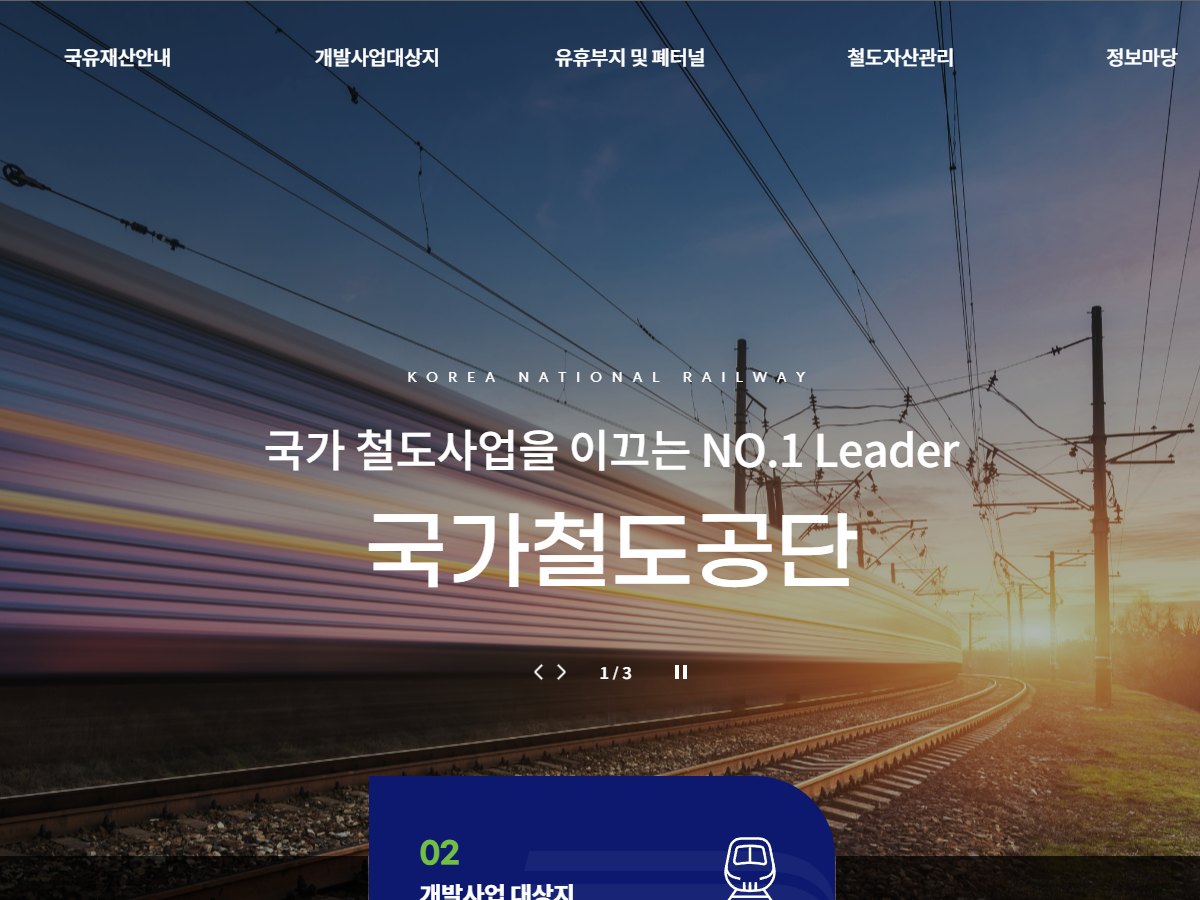 국유재산안내 개발사업대상지 유휴부지 및 폐터널 철도자산관리 정보마당
KOREA NATIONAL RAILWAY
국가 철도사업을 이끄는 NO.1 Leader
국가철도공단
1 / 3
02
개발사업 대상지